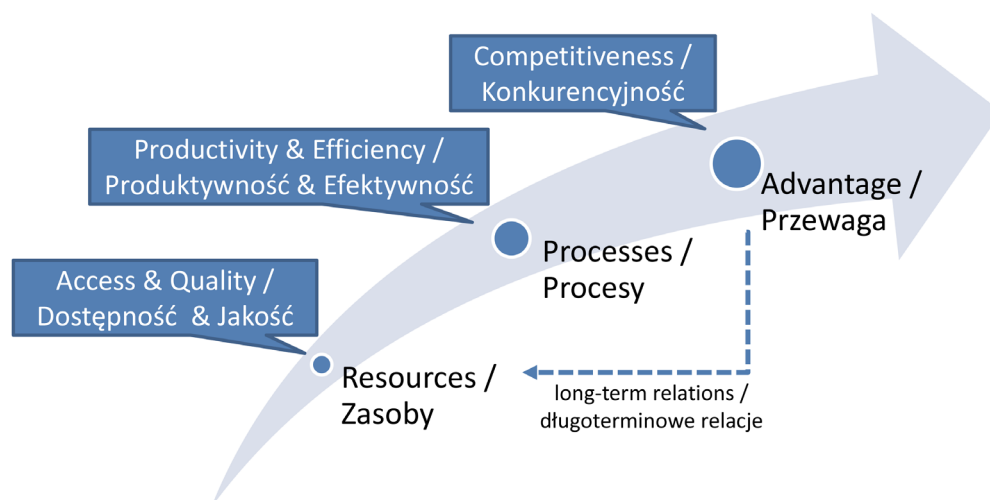 Competitiveness /
Konkurencyjność
Productivity & Efficiency /
Produktywność & Efektywność
Advantage /
Przewaga
Processes /
Procesy
Access & Quality /
Dostępność & Jakość
Resources /
Zasoby
long-term relations /
długoterminowe relacje